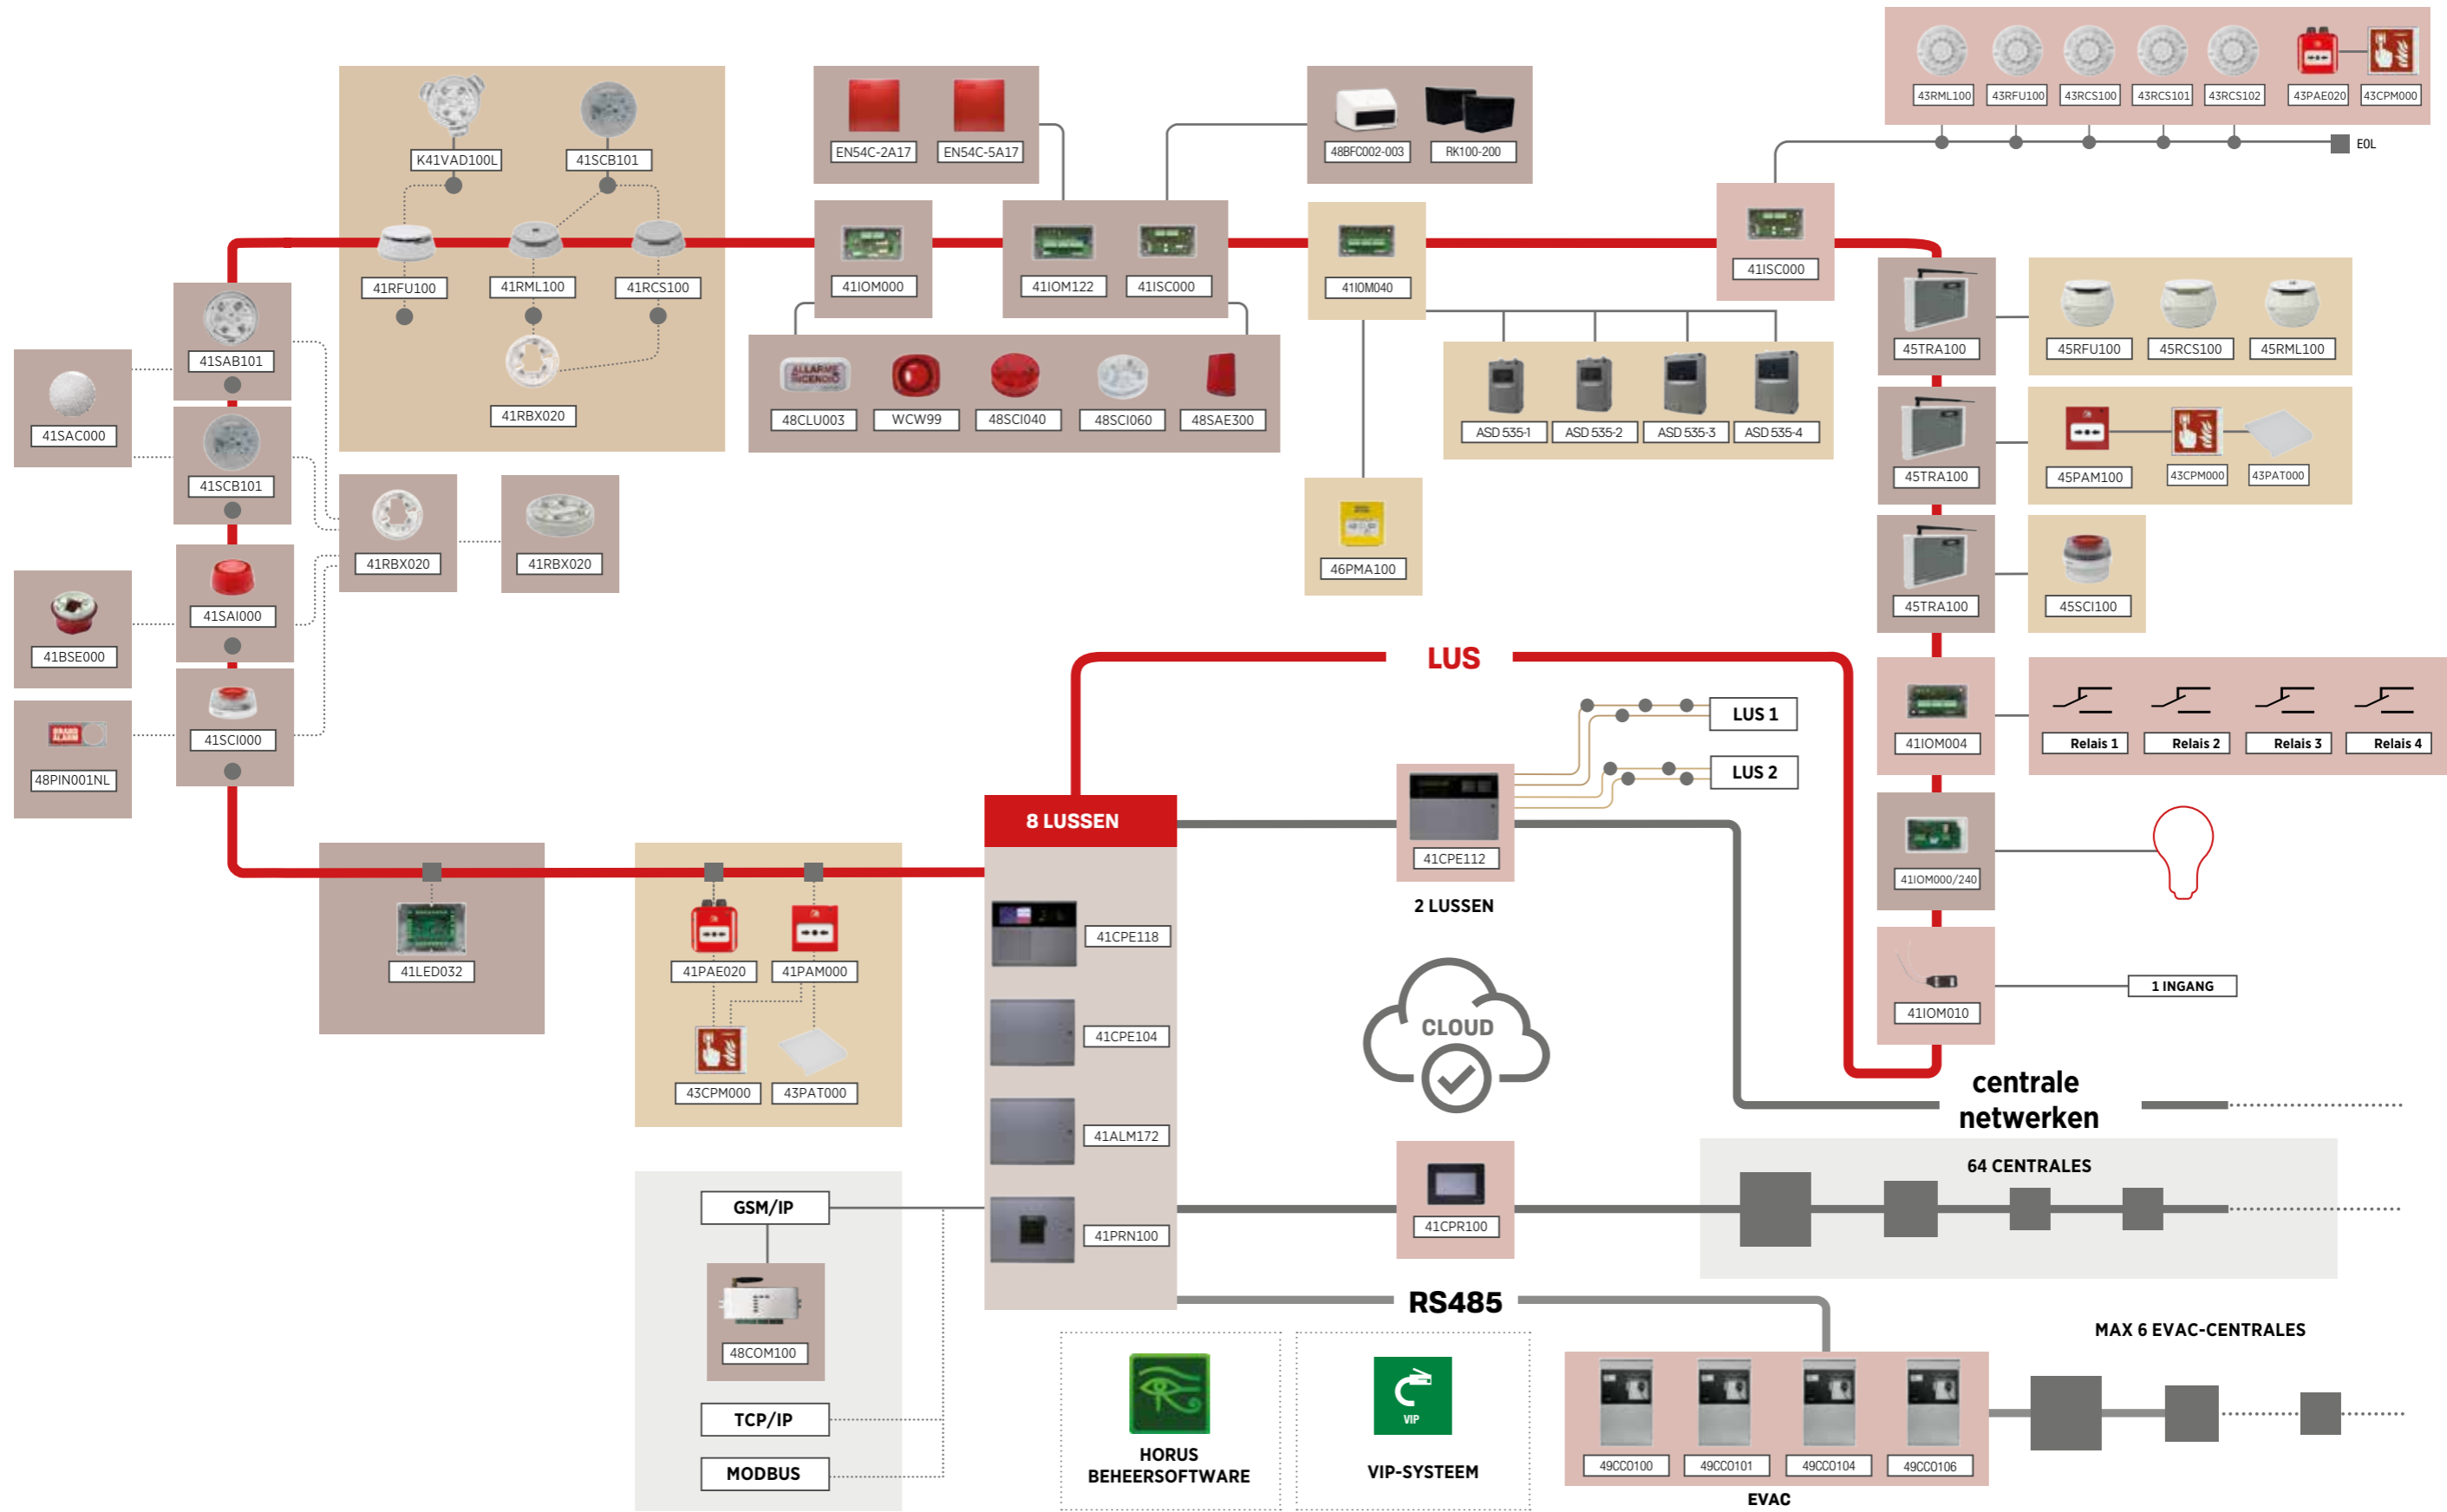 43RML100
43RFU100
43RCS100
43RCS101
43RCS102
43PAE020
43CPM000
EOL
K41VAD100L
41SCB101
EN54C-2A17
EN54C-5A17
48BFC002-003
RK100-200
41RFU100
41RML100
41RCS100
41RBX020
41IOM000
41IOM122
41ISC000
41IOM040
41ISC000
ALLARME
INCENDIO
48CLU003
WCW99
48SCI040
48SCI060
48SAE300
ASD 535-1
ASD 535-2
ASD 535-3
ASD 535-4
46PMA100
41SAB101
41SAC000
41SCB101
41RBX020
41RBX020
41SAI000
41BSE000
41SCI000
BRAND
ALARM
48PIN001NL
45TRA100
45RFU100
45RCS100
45RML100
45TRA100
45PAM100
43CPM000
43PAT000
45TRA100
45SCI100
41IOM004
Relais 1
Relais 2
Relais 3
Relais 4
41IOM000/240
41IOM010
1 INGANG
LUS
LUS 1
LUS 2
41CPE112
2 LUSSEN
8 LUSSEN
41CPE118
41CPE104
41ALM172
41PRN100
41LED032
41PAE020
41PAM000
43CPM000
43PAT000
CLOUD
centrale
netwerken
64 CENTRALES
41CPR100
GSM/IP
48COM100
TCP/IP
MODBUS
RS485
HORUS
BEHEERSOFTWARE
VIP
VIP-SYSTEEM
MAX 6 EVAC-CENTRALES
49CC0100
49CC0101
49CC0104
49CC0106
EVAC